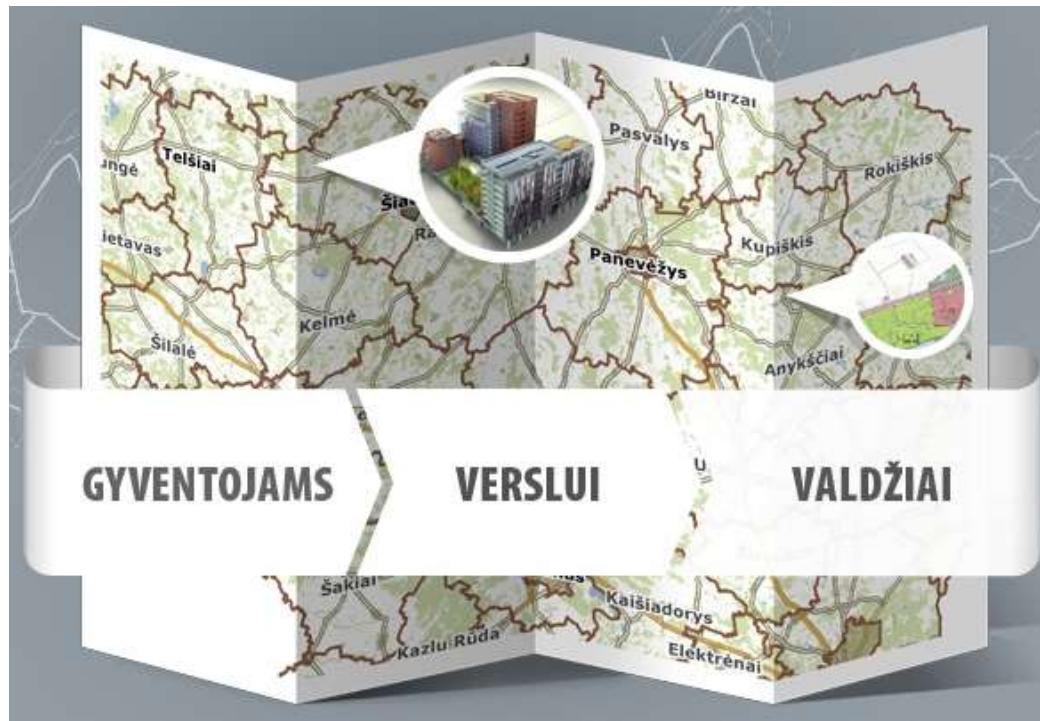 BIRŽAI
Pasvalys
Telšiai
Rokiškis
Kupiškis
Panevėžys
Kelmė
Šilalė
Anykščiai
GYVENTOJAMS VERSLUI VALDŽIAI
Šakiai
Kaišiadorys
Kazlų Rūda
Elektrėnai